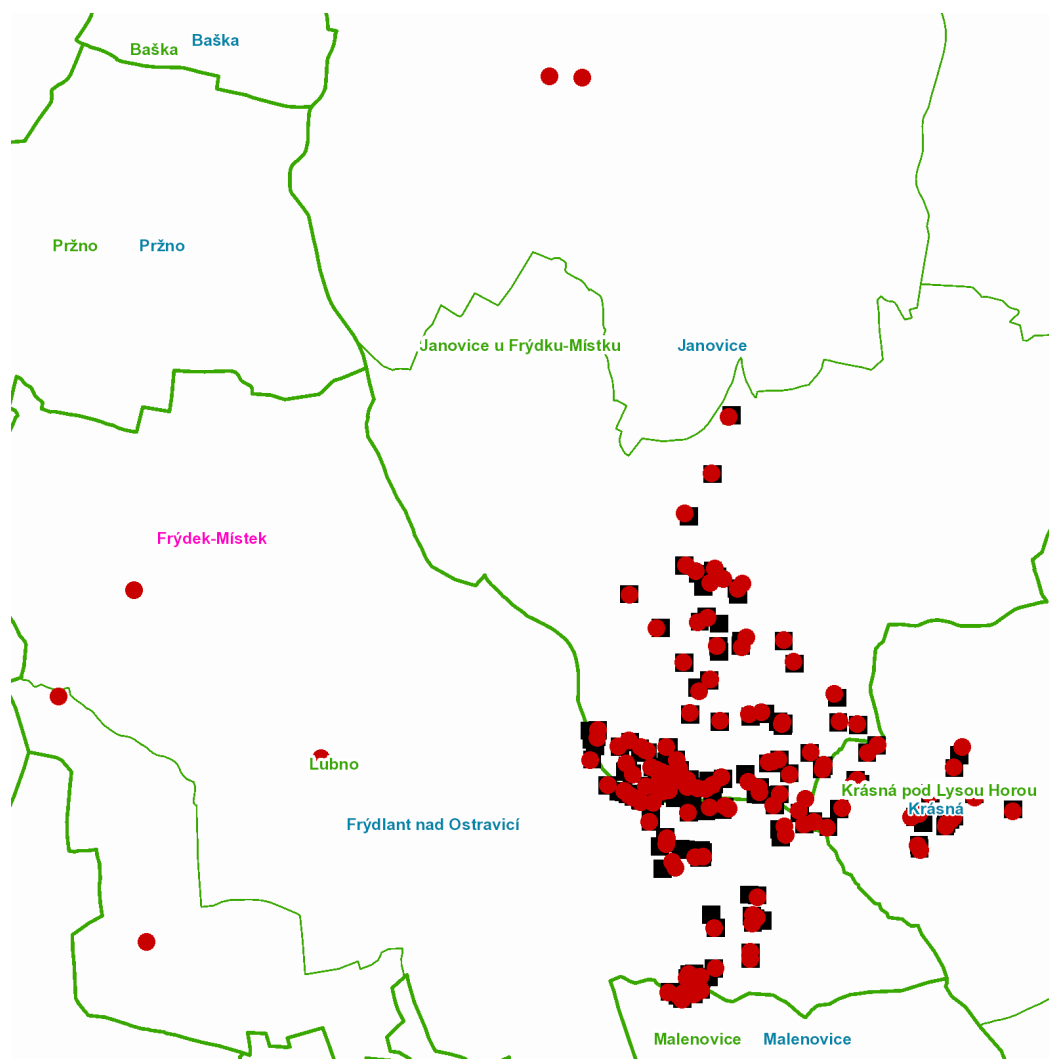 Baška Baška
Pržno Pržno
Janovice u Frýdku-Místku Janovice
Frýdek-Místek
Lubno
Krásná pod Lysou Horou
Krásná
Frýdlant nad Ostravicí
Malenovice Malenovice